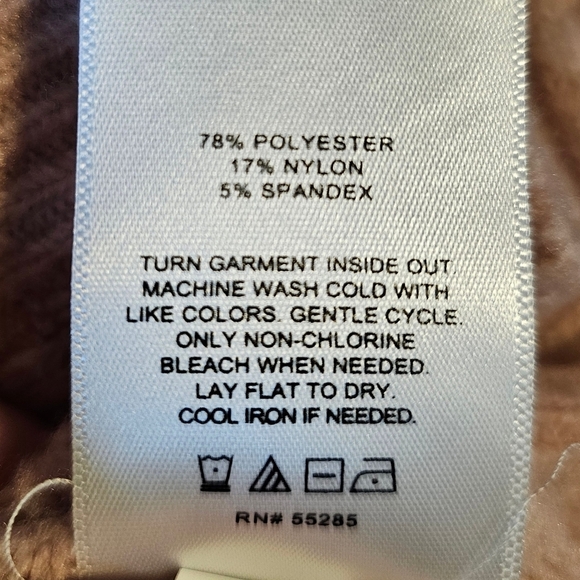 78% POLYESTER
17% NYLON
5% SPANDEX
TURN GARMENT INSIDE OUT.
MACHINE WASH COLD WITH
LIKE COLORS. GENTLE CYCLE.
ONLY NON-CHLORINE
BLEACH WHEN NEEDED.
LAY FLAT TO DRY.
COOL IRON IF NEEDED.
RN# 55285